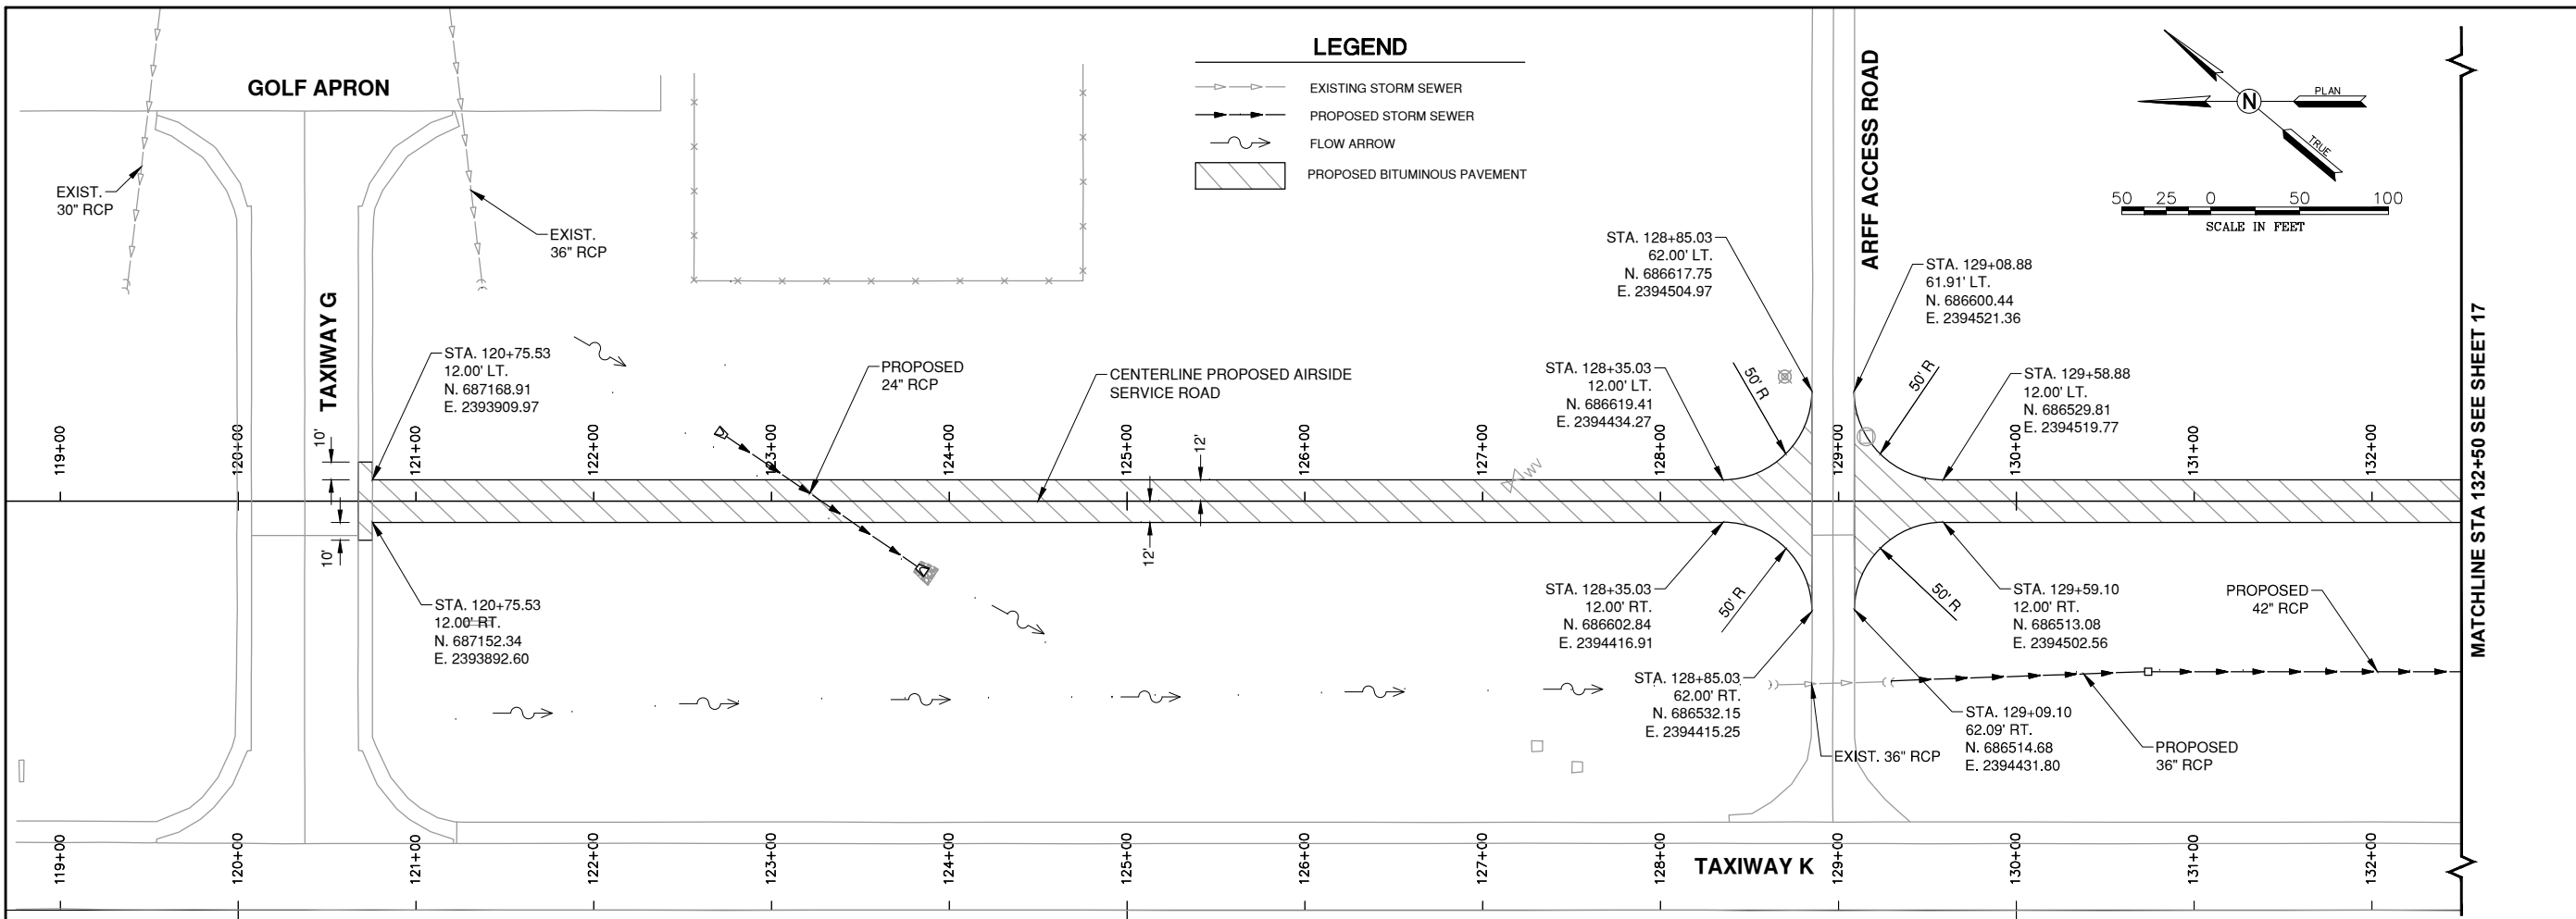 LEGEND
EXISTING STORM SEWER
PROPOSED STORM SEWER
FLOW ARROW
PROPOSED BITUMINOUS PAVEMENT
GOLF APRON
EXIST.
30" RCP
EXIST.
36" RCP
TAXIWAY G
ARFF ACCESS ROAD
N
PLAN
TRUE
50 25 0 50 100
SCALE IN FEET
STA. 128+85.03
62.00' LT.
N. 686617.75
E. 2394504.97
STA. 129+08.88
61.91' LT.
N. 686600.44
E. 2394521.36
STA. 120+75.53
12.00' LT.
N. 687168.91
E. 2393909.97
PROPOSED
24" RCP
CENTERLINE PROPOSED AIRSIDE
SERVICE ROAD
STA. 128+35.03
12.00' LT.
N. 686619.41
E. 2394434.27
50' R
50' R
STA. 129+58.88
12.00' LT.
N. 686529.81
E. 2394519.77
MATCHLINE STA 132+50 SEE SHEET 17
119+00
120+00
121+00
122+00
123+00
124+00
125+00
126+00
127+00
128+00
129+00
130+00
131+00
132+00
10'
12'
WV
10'
12'
STA. 120+75.53
12.00' RT.
N. 687152.34
E. 2393892.60
STA. 128+35.03
12.00' RT.
N. 686602.84
E. 2394416.91
50' R
50' R
STA. 129+59.10
12.00' RT.
N. 686513.08
E. 2394502.56
PROPOSED
42" RCP
STA. 128+85.03
62.00' RT.
N. 686532.15
E. 2394415.25
EXIST. 36" RCP
STA. 129+09.10
62.09' RT.
N. 686514.68
E. 2394431.80
PROPOSED
36" RCP
TAXIWAY K
119+00
120+00
121+00
122+00
123+00
124+00
125+00
126+00
127+00
128+00
129+00
130+00
131+00
132+00